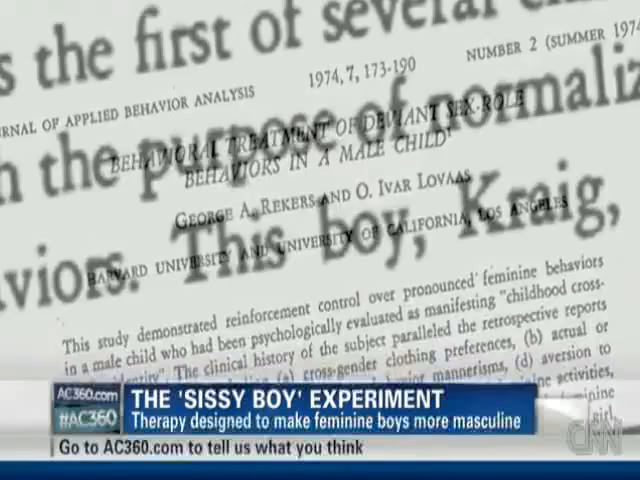 s the first of several
NUMBER 2 (SUMMER 1974
1974, 7, 173-190
RNAL OF APPLIED BEHAVIOR ANALYSIS
h the purpose of normaliz
BEHAVIORAL TREATMENT OF DEVIANT SEX-ROLE
BEHAVIORS IN A MALE CHILD¹
GEORGE A. REKERS AND O. IVAR LOVAAS
viors. This boy, Kraig,
HARVARD UNIVERSITY AND UNIVERSITY OF CALIFORNIA, LOS ANGELES
This study demonstrated reinforcement control over pronounced feminine behaviors
in a male child who had been psychologically evaluated as manifesting "childhood cross-
The clinical history of the subject paralleled the retrospective reports
(a) cross-gender clothing preferences, (b) actual or
mannerisms, (d) aversion to
activities,
feminine
girl
AC360.com
THE 'SISSY BOY' EXPERIMENT
#AC360
Therapy designed to make feminine boys more masculine
CNN
Go to AC360.com to tell us what you think